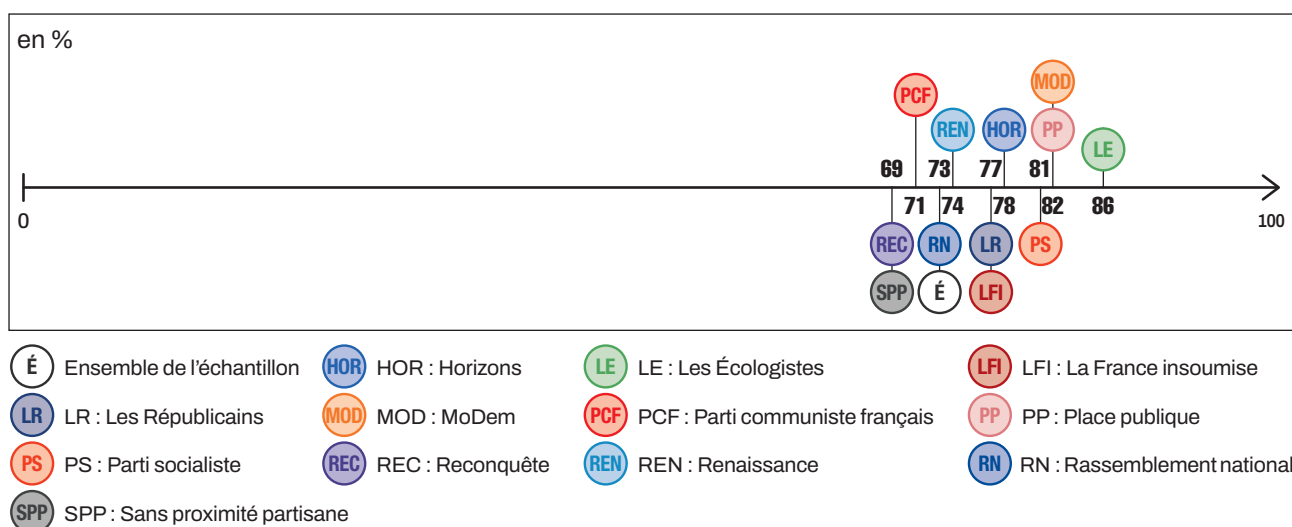 en %
MOD
PCF
REN HOR PP LE
69 73 77 81
71 74 78 82 86
0 100
REC RN LR PS
SPP É LFI
É Ensemble de l'échantillon HOR HOR : Horizons LE LE : Les Écologistes LFI LFI : La France insoumise
LR LR : Les Républicains MOD MOD : MoDem PCF PCF : Parti communiste français PP PP : Place publique
PS PS : Parti socialiste REC REC : Reconquête REN REN : Renaissance RN RN : Rassemblement national
SPP SPP : Sans proximité partisane